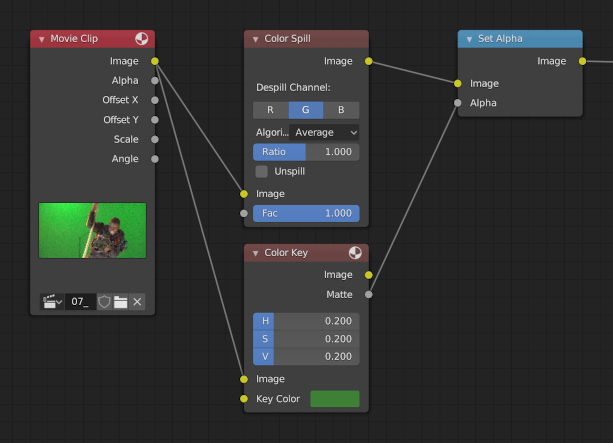 Movie Clip
Image
Alpha
Offset X
Offset Y
Scale
Angle
07_
Color Spill
Image
Despill Channel:
R G B
Algori... Average
Ratio 1.000
Unspill
Image
Fac 1.000
Color Key
Image
Matte
H 0.200
S 0.200
V 0.200
Image
Key Color
Set Alpha
Image
Image
Alpha